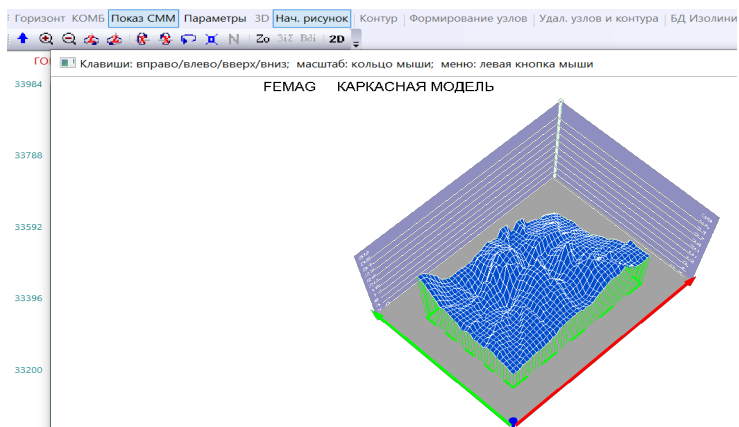 Горизонт КОМБ Показ СММ Параметры 3D Нач. рисунок Контур Формирование узлов Удал. узлов и контура БД Изолини
N Zo 2D
Клавиши: вправо/влево/вверх/вниз; масштаб: кольцо мыши; меню: левая кнопка мыши
FEMAG КАРКАСНАЯ МОДЕЛЬ
33984
33788
33592
33396
33200